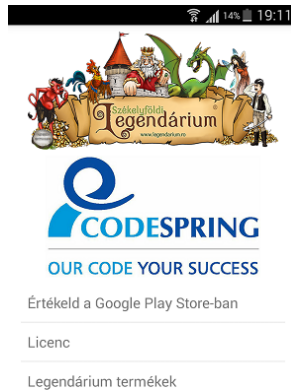 14% 19:11
Székelyföldi
Legendárium
www.legendarium.ro
CODESPRING
OUR CODE YOUR SUCCESS
Értékeld a Google Play Store-ban
Licenc
Legendárium termékek